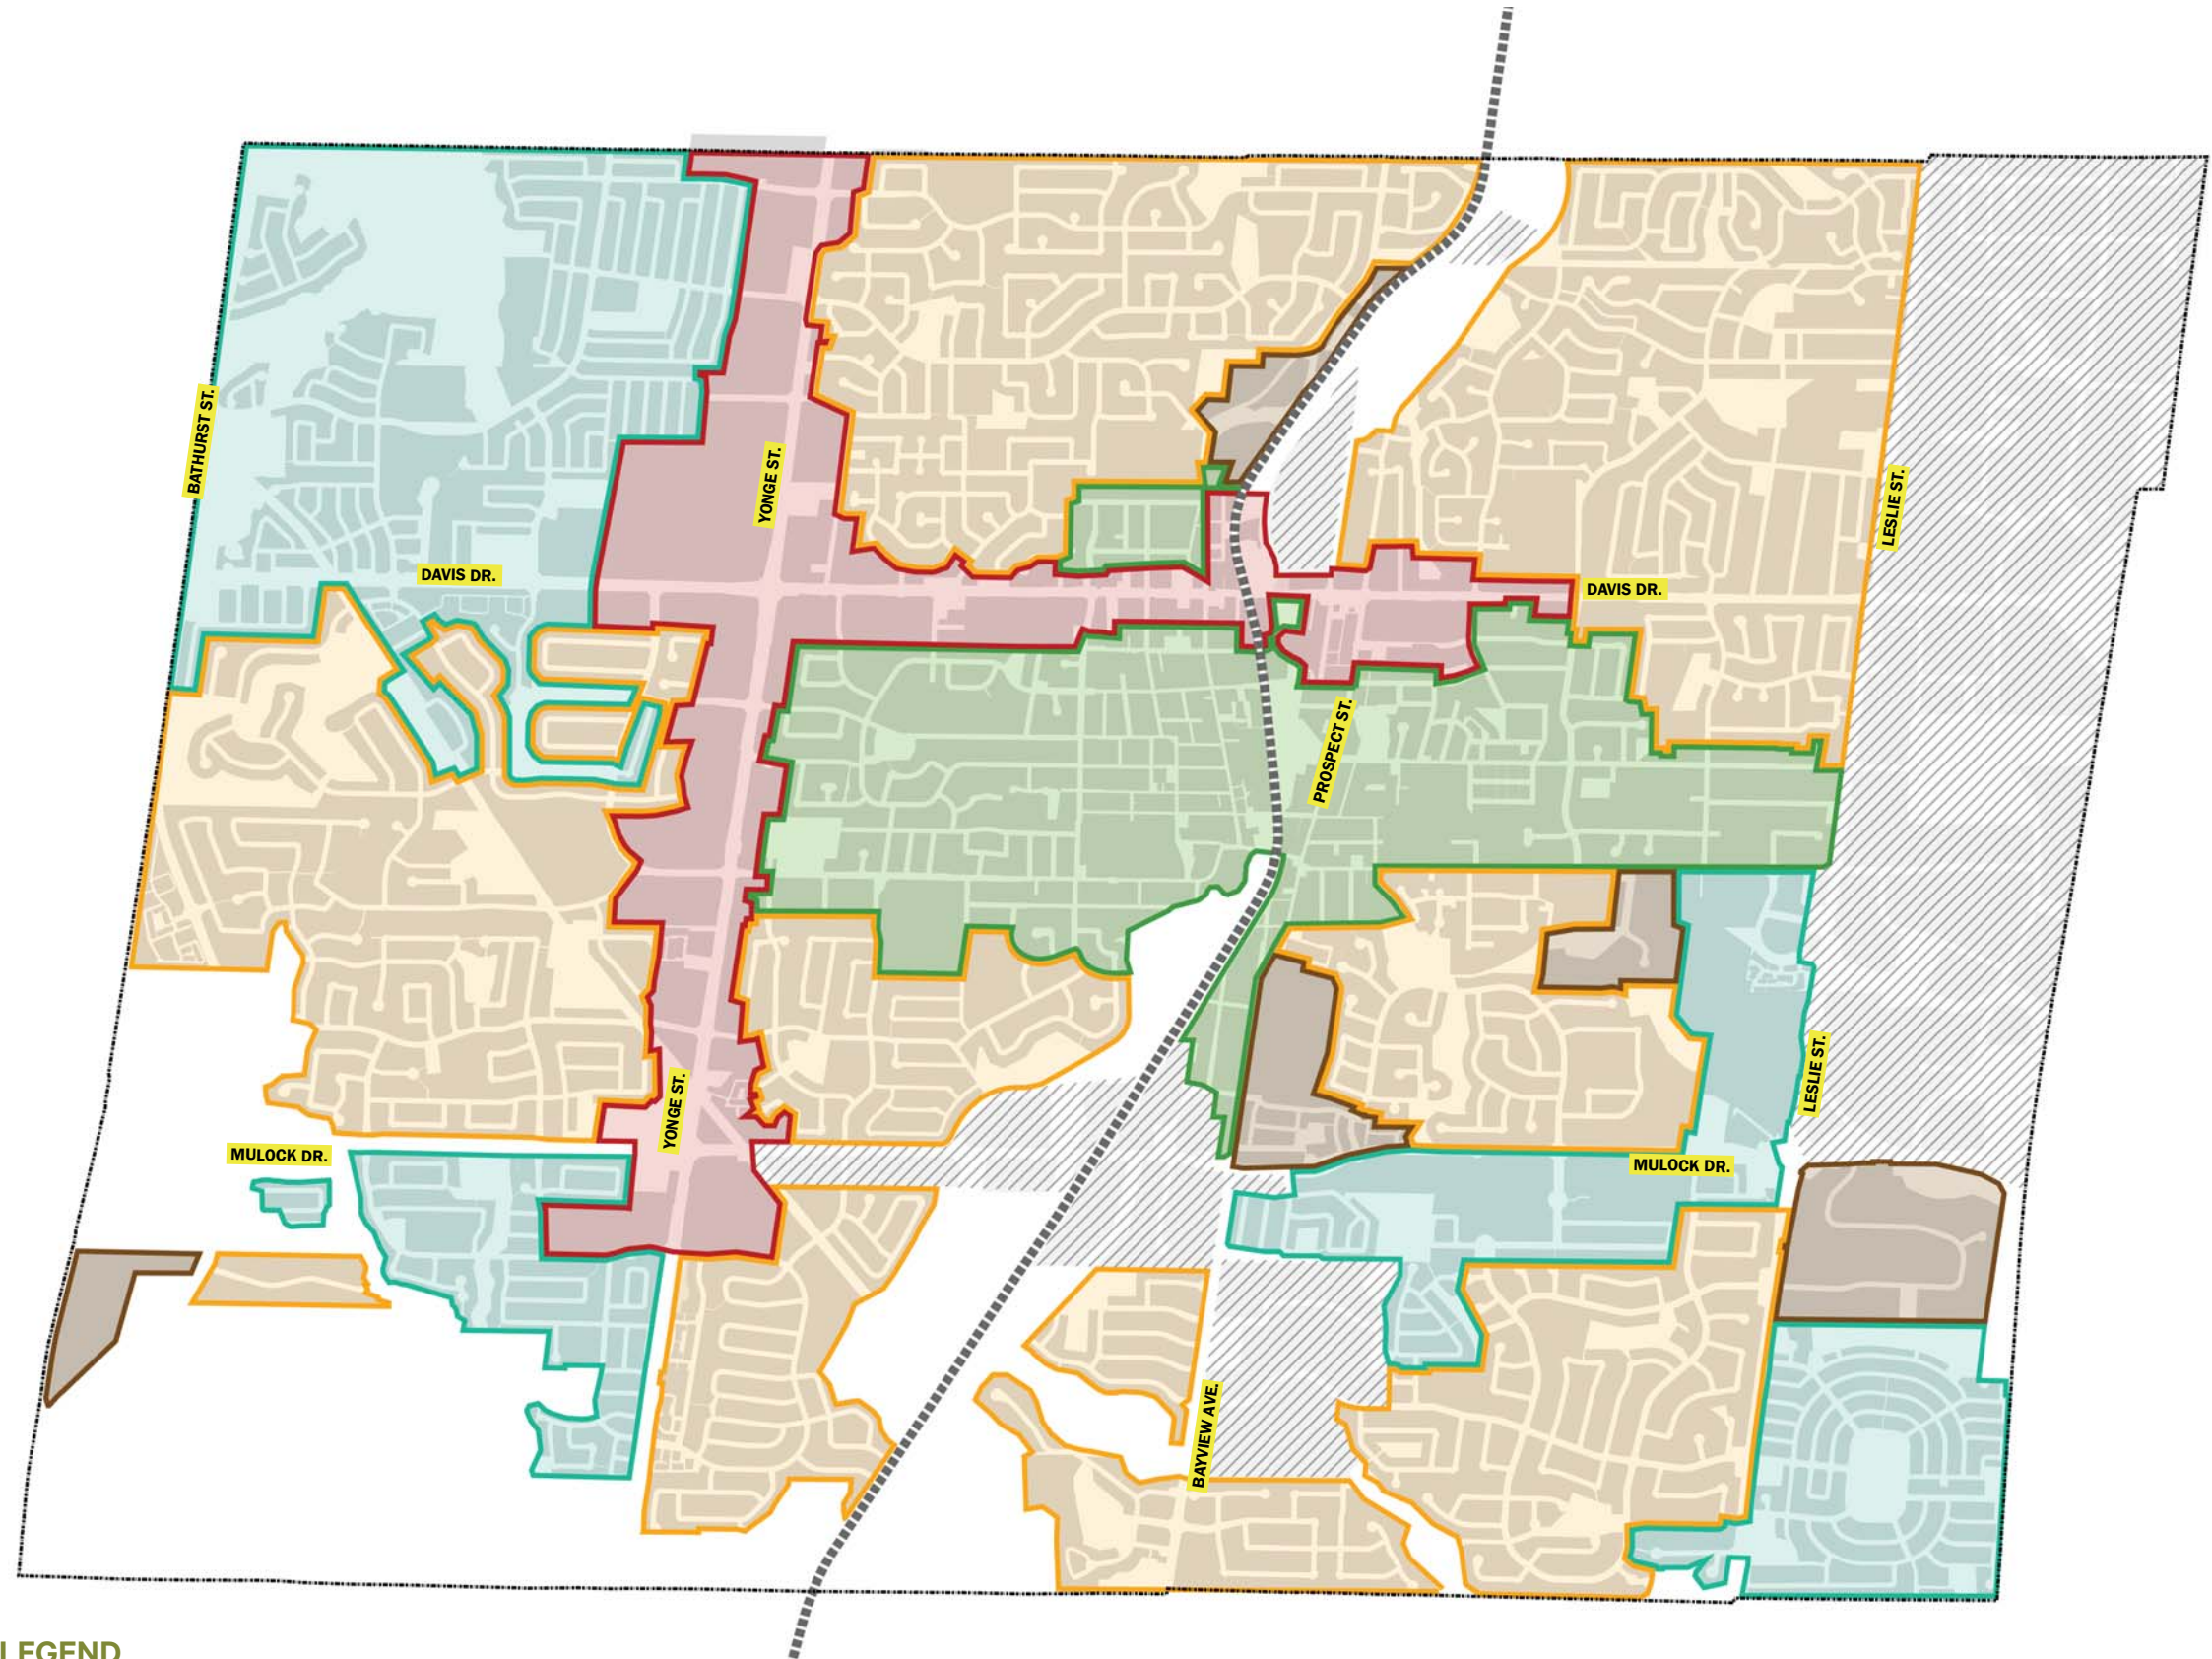 BATHURST ST.
YONGE ST.
LESLIE ST.
DAVIS DR.
DAVIS DR.
PROSPECT ST.
YONGE ST.
LESLIE ST.
MULOCK DR.
MULOCK DR.
BAYVIEW AVE.
LEGEND